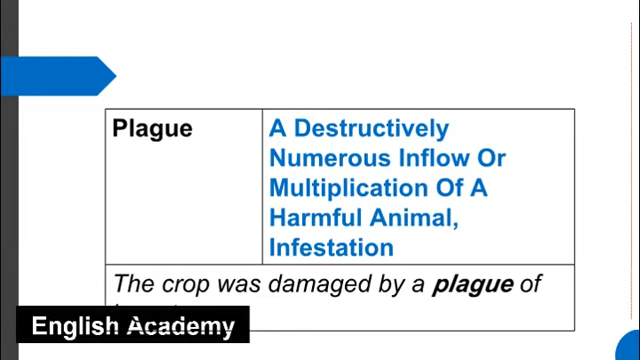 Plague
A Destructively
Numerous Inflow Or
Multiplication Of A
Harmful Animal,
Infestation
The crop was damaged by a plague of
English Academy